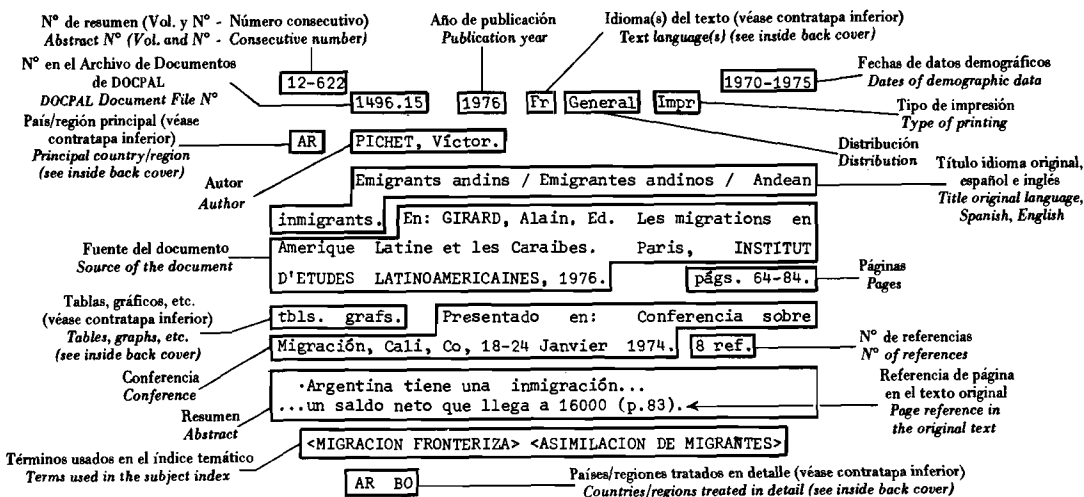 Nº de resumen (Vol. y Nº - Número consecutivo)
Abstract Nº (Vol. and Nº - Consecutive number)
Año de publicación
Publication year
Idioma(s) del texto (véase contratapa inferior)
Text language(s) (see inside back cover)
Nº en el Archivo de Documentos
de DOCPAL
DOCPAL Document File Nº
Fechas de datos demográficos
Dates of demographic data
12-622
1970-1975
1496.15 1976 Fr General Impr
Tipo de impresión
Type of printing
País/región principal (véase
contratapa inferior)
Principal country/region
(see inside back cover)
AR
PICHET, Víctor.
Distribución
Distribution
Autor
Author
Título idioma original,
español e inglés
Title original language,
Spanish, English
Emigrants andins / Emigrantes andinos / Andean
inmigrants. En: GIRARD, Alain, Ed. Les migrations en
Amerique Latine et les Caraibes. Paris, INSTITUT
D'ETUDES LATINOAMERICAINES, 1976. págs. 64-84.
Fuente del documento
Source of the document
Páginas
Pages
Tablas, gráficos, etc.
(véase contratapa inferior)
Tables, graphs, etc.
(see inside back cover)
tbls. grafs. Presentado en: Conferencia sobre
Migración, Cali, Co, 18-24 Janvier 1974. 8 ref.
Nº de referencias
Nº of references
Conferencia
Conference
Referencia de página
en el texto original
Page reference in
the original text
·Argentina tiene una inmigración...
...un saldo neto que llega a 16000 (p.83).
Resumen
Abstract
<MIGRACION FRONTERIZA> <ASIMILACION DE MIGRANTES>
Términos usados en el índice temático
Terms used in the subject index
AR BO
Países/regiones tratados en detalle (véase contratapa inferior)
Countries/regions treated in detail (see inside back cover)